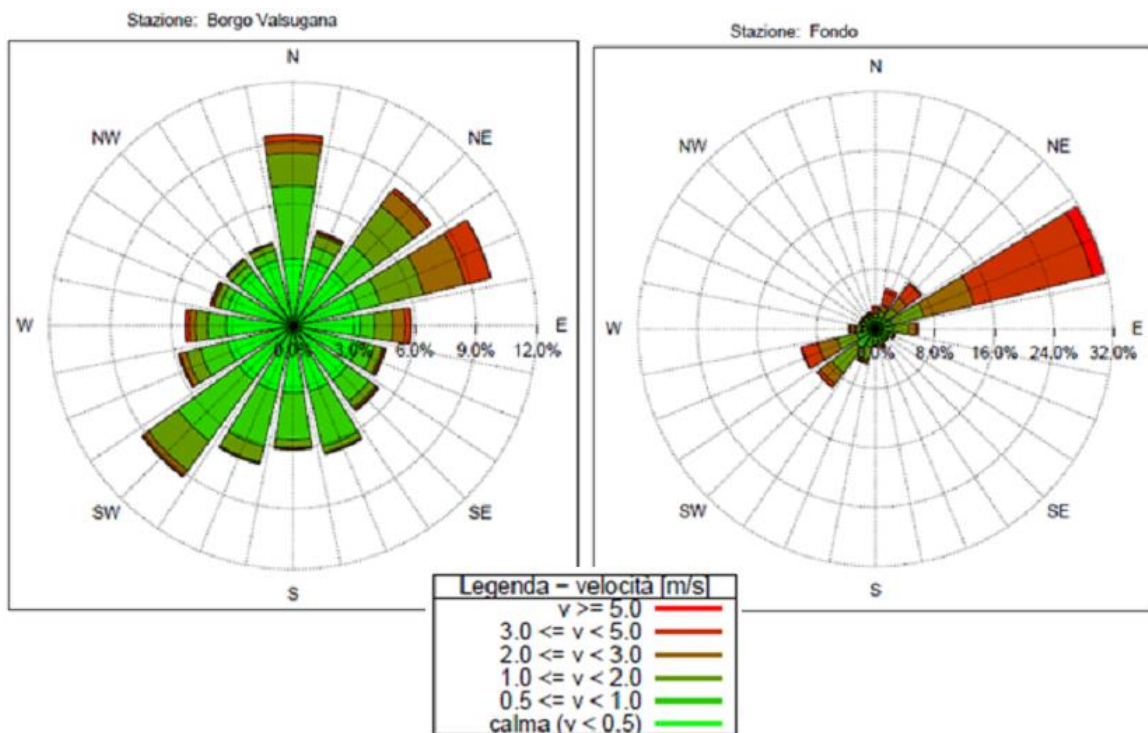 Stazione: Borgo Valsugana
N
NW
NE
W
0.0%
3.0%
6.0%
9.0%
12.0%
E
SW
SE
S
Stazione: Fondo
N
NW
NE
W
0.0%
8.0%
16.0%
24.0%
32.0%
E
SW
SE
S
Legenda – velocità [m/s]
v >= 5.0
3.0 <= v < 5.0
2.0 <= v < 3.0
1.0 <= v < 2.0
0.5 <= v < 1.0
calma (v < 0.5)